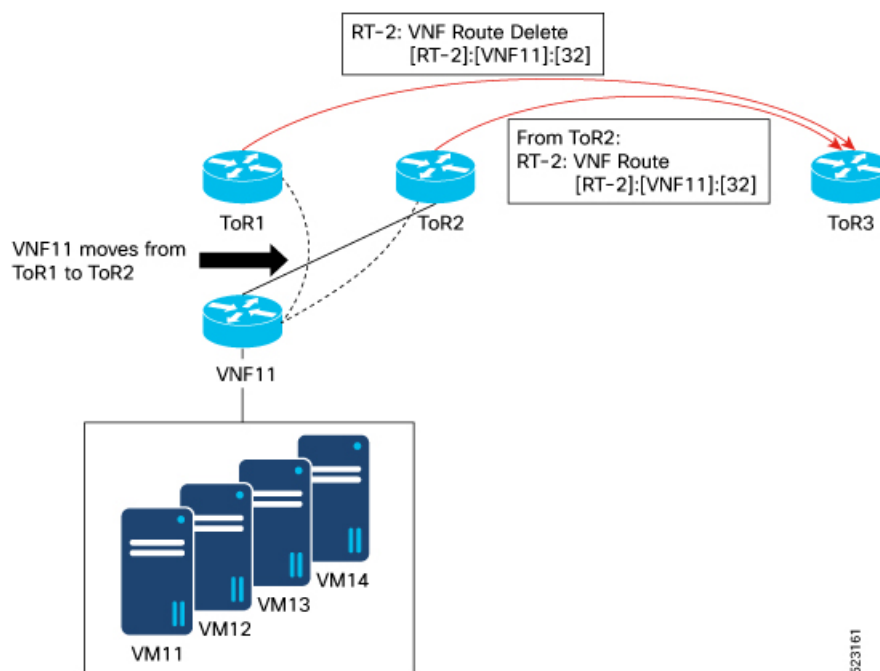 RT-2: VNF Route Delete
[RT-2]:[VNF11]:[32]
From ToR2:
RT-2: VNF Route
[RT-2]:[VNF11]:[32]
ToR1
ToR2
ToR3
VNF11 moves from
ToR1 to ToR2
VNF11
VM14
VM13
VM12
VM11
523161